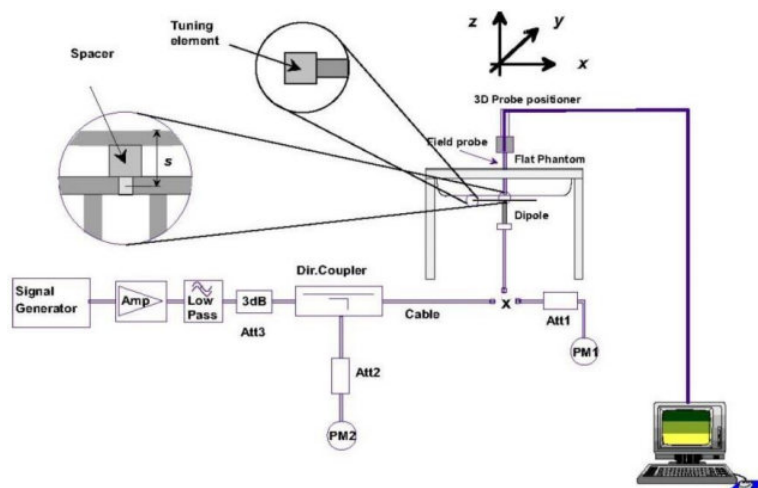 Tuning
element
Spacer
z
y
x
3D Probe positioner
Field probe
Flat Phantom
s
Dipole
Signal
Generator
Amp
Low
Pass
3dB
Att3
Dir.Coupler
Cable
x
Att1
PM1
Att2
PM2